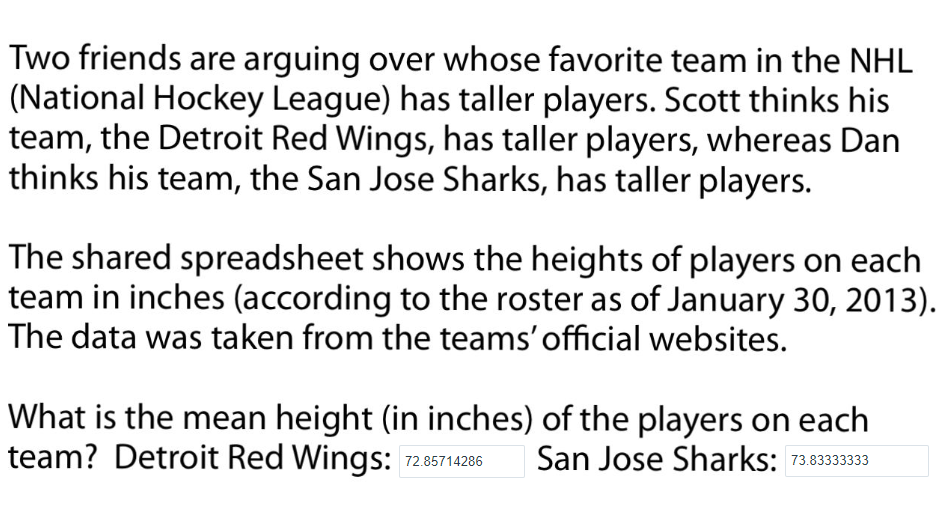 Two friends are arguing over whose favorite team in the NHL
(National Hockey League) has taller players. Scott thinks his
team, the Detroit Red Wings, has taller players, whereas Dan
thinks his team, the San Jose Sharks, has taller players.
The shared spreadsheet shows the heights of players on each
team in inches (according to the roster as of January 30, 2013).
The data was taken from the teams’ official websites.
What is the mean height (in inches) of the players on each
team? Detroit Red Wings: 72.85714286 San Jose Sharks: 73.83333333